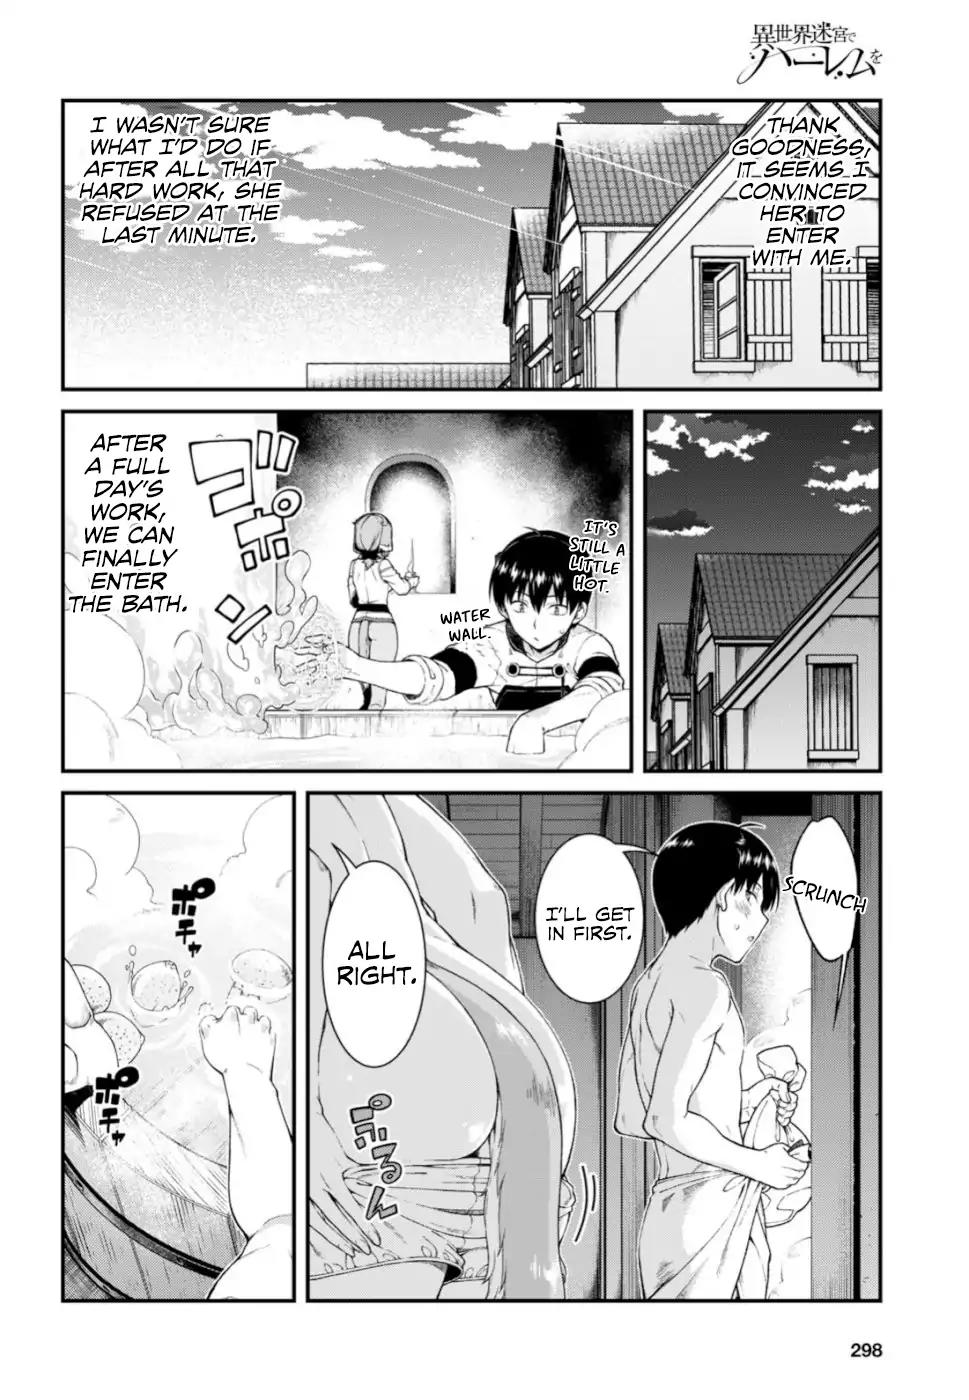 異世界迷宮で
ハーレムを
THANK
GOODNESS,
IT SEEMS I
CONVINCED
HER TO
ENTER
WITH ME.
I WASN'T SURE
WHAT I'D DO IF
AFTER ALL THAT
HARD WORK, SHE
REFUSED AT THE
LAST MINUTE.
IT'S
STILL A
LITTLE
HOT.
WATER
WALL.
ゴポン
AFTER
A FULL
DAY'S
WORK,
WE CAN
FINALLY
ENTER
THE BATH.
SCRUNCH
I'LL GET
IN FIRST.
ALL
RIGHT.
ぷるん
ポチャ
ポチャ
298